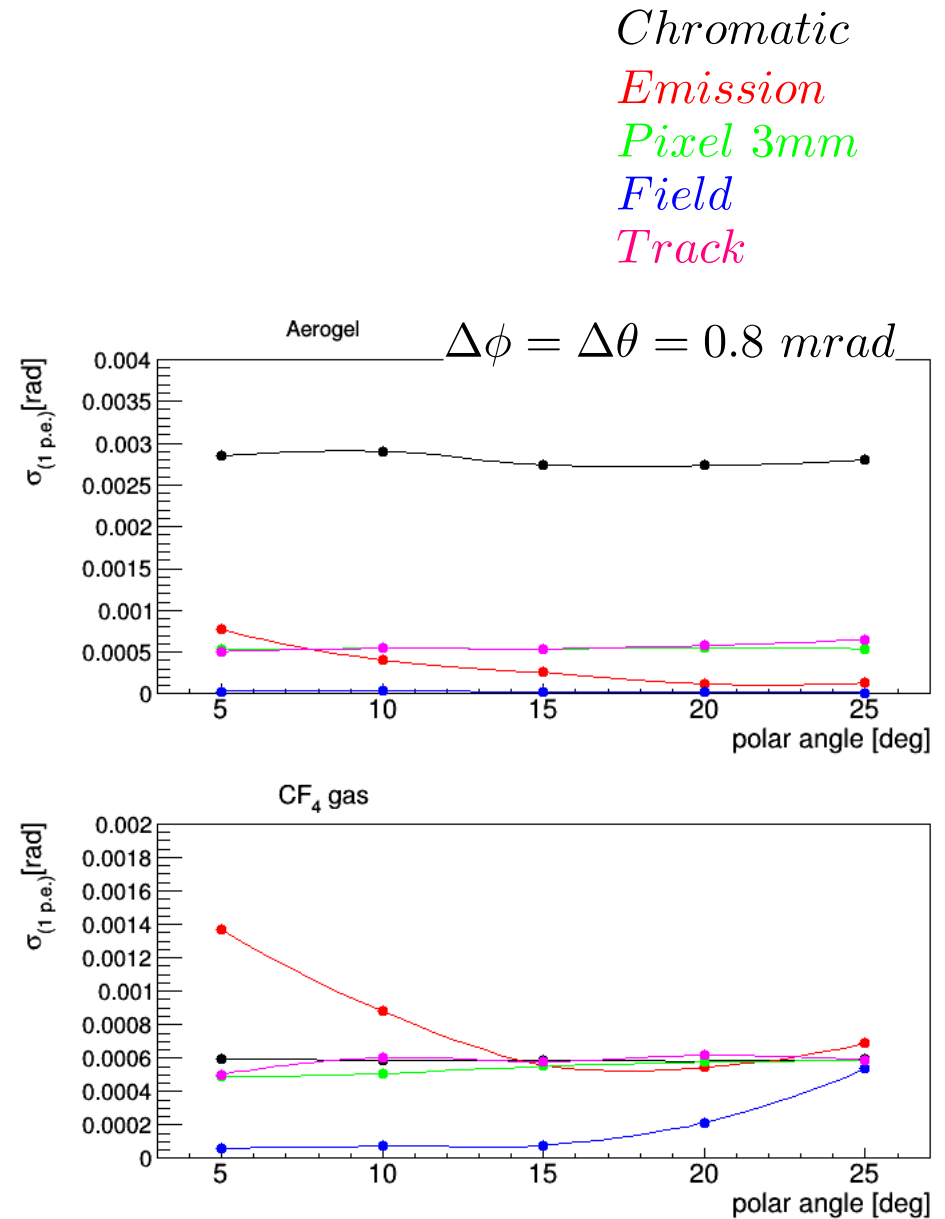 Chromatic
Emission
Pixel 3mm
Field
Track
Aerogel
Δϕ = Δθ = 0.8 mrad
σ(1 p.e.)[rad]
0.004
0.0035
0.003
0.0025
0.002
0.0015
0.001
0.0005
0
5 10 15 20 25
polar angle [deg]
CF4 gas
σ(1 p.e.)[rad]
0.002
0.0018
0.0016
0.0014
0.0012
0.001
0.0008
0.0006
0.0004
0.0002
0
5 10 15 20 25
polar angle [deg]